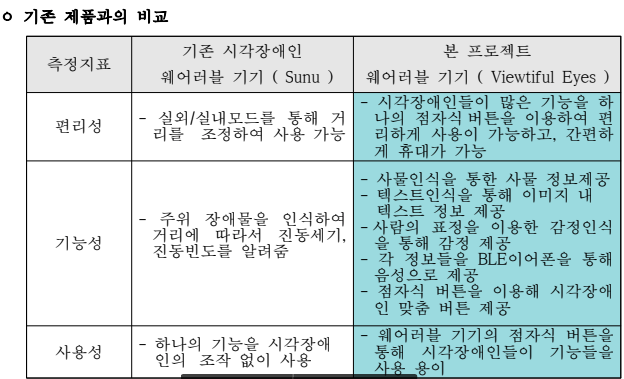 ㅇ 기존 제품과의 비교
측정지표
기존 시각장애인
웨어러블 기기 ( Sunu )
본 프로젝트
웨어러블 기기 ( Viewtiful Eyes )
편리성
- 실외/실내모드를 통해 거
리를 조정하여 사용 가능
- 시각장애인들이 많은 기능을 하
나의 점자식 버튼을 이용하여 편
리하게 사용이 가능하고, 간편하
게 휴대가 가능
기능성
- 주위 장애물을 인식하여
거리에 따라서 진동세기,
진동빈도를 알려줌
- 사물인식을 통한 사물 정보제공
- 텍스트인식을 통해 이미지 내
텍스트 정보 제공
-사람의 표정을 이용한 감정인식
을 통해 감정 제공
- 각 정보들을 BLE이어폰을 통해
음성으로 제공
- 점자식 버튼을 이용해 시각장애
인 맞춤 버튼 제공
사용성
- 하나의 기능을 시각장애
인의 조작 없이 사용
- 웨어러블 기기의 점자식 버튼을
통해 시각장애인들이 기능들을
사용 용이